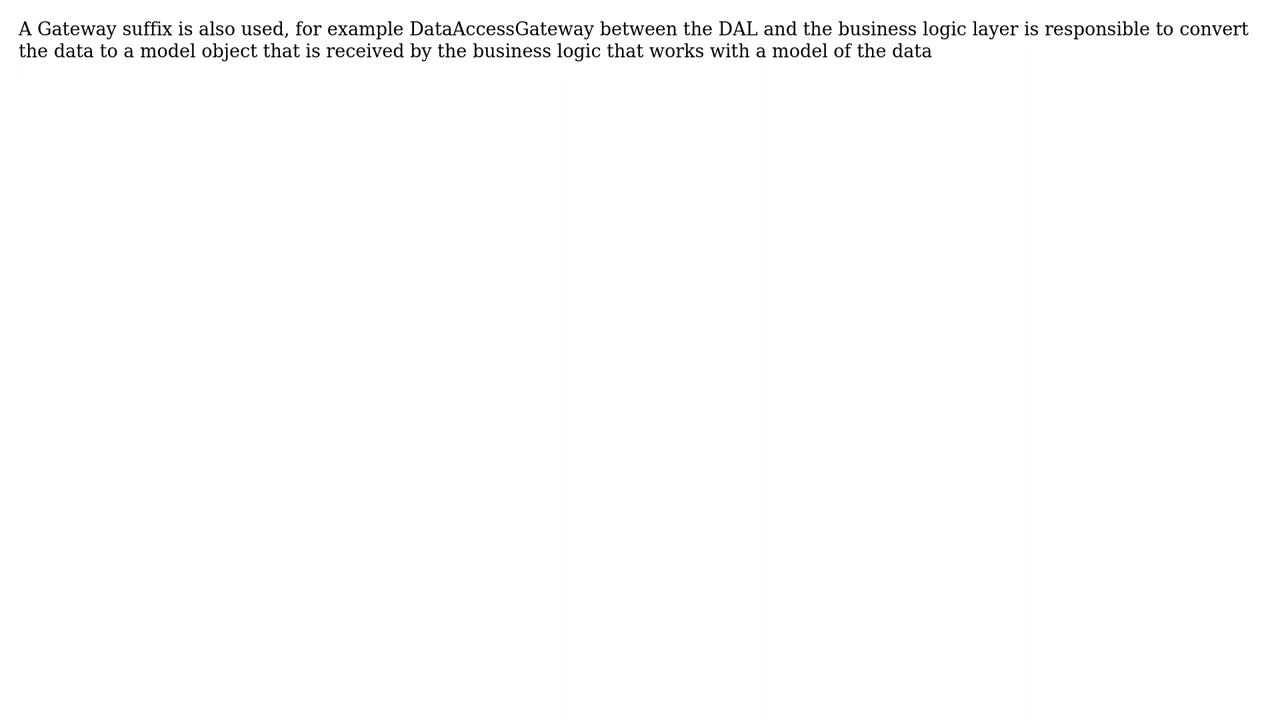 A Gateway suffix is also used, for example DataAccessGateway between the DAL and the business logic layer is responsible to convert
the data to a model object that is received by the business logic that works with a model of the data